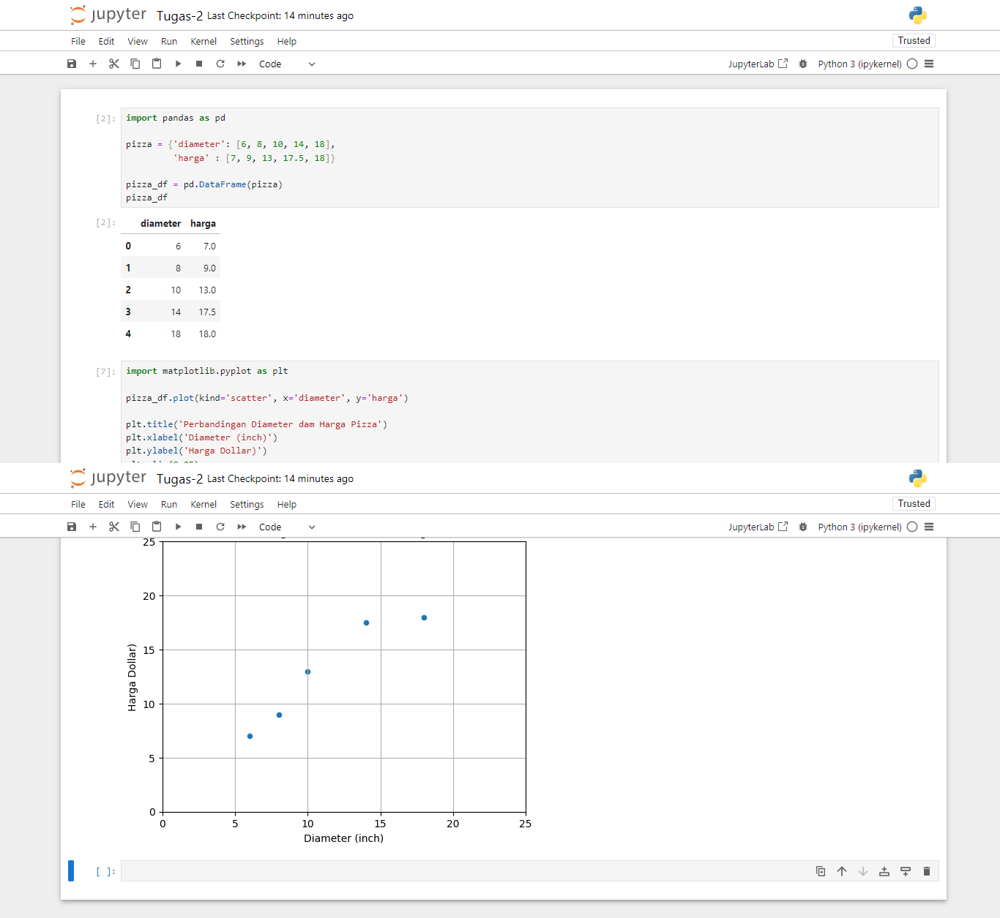 jupyter Tugas-2 Last Checkpoint: 14 minutes ago
File Edit View Run Kernel Settings Help Trusted
Code JupyterLab Python 3 (ipykernel)
[2]: import pandas as pd
pizza = {'diameter': [6, 8, 10, 14, 18],
'harga' : [7, 9, 13, 17.5, 18]}
pizza_df = pd.DataFrame(pizza)
pizza_df
[2]: diameter harga
0 6 7.0
1 8 9.0
2 10 13.0
3 14 17.5
4 18 18.0
[7]: import matplotlib.pyplot as plt
pizza_df.plot(kind='scatter', x='diameter', y='harga')
plt.title('Perbandingan Diameter dam Harga Pizza')
plt.xlabel('Diameter (inch)')
plt.ylabel('Harga Dollar)')
jupyter Tugas-2 Last Checkpoint: 14 minutes ago
File Edit View Run Kernel Settings Help Trusted
Code JupyterLab Python 3 (ipykernel)
25
20
15
10
5
0
Harga Dollar)
0 5 10 15 20 25
Diameter (inch)
[ ]: